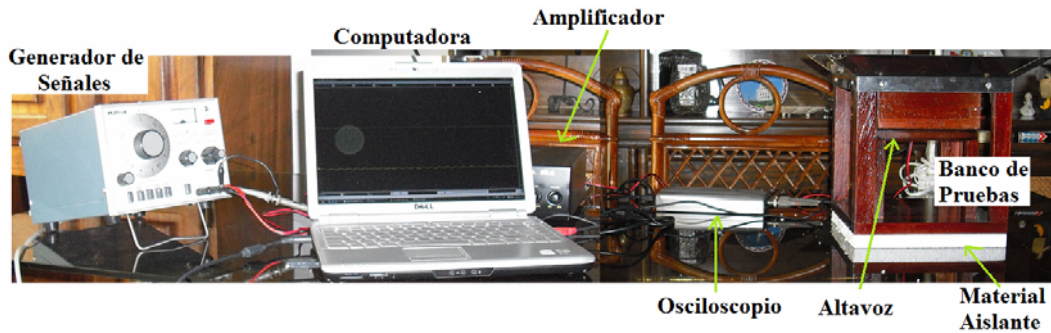 Amplificador
Computadora
Generador de
Señales
DELL
Banco de
Pruebas
Osciloscopio
Altavoz
Material
Aislante